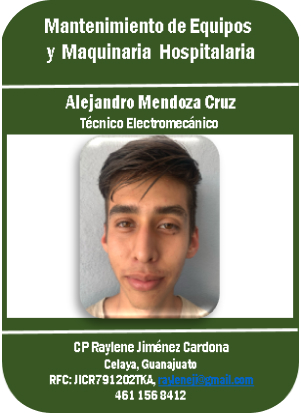 Mantenimiento de Equipos
y Maquinaria Hospitalaria
Alejandro Mendoza Cruz
Técnico Electromecánico
CP Raylene Jiménez Cardona
Celaya, Guanajuato
RFC: JICR791202TKA,
461 156 8412